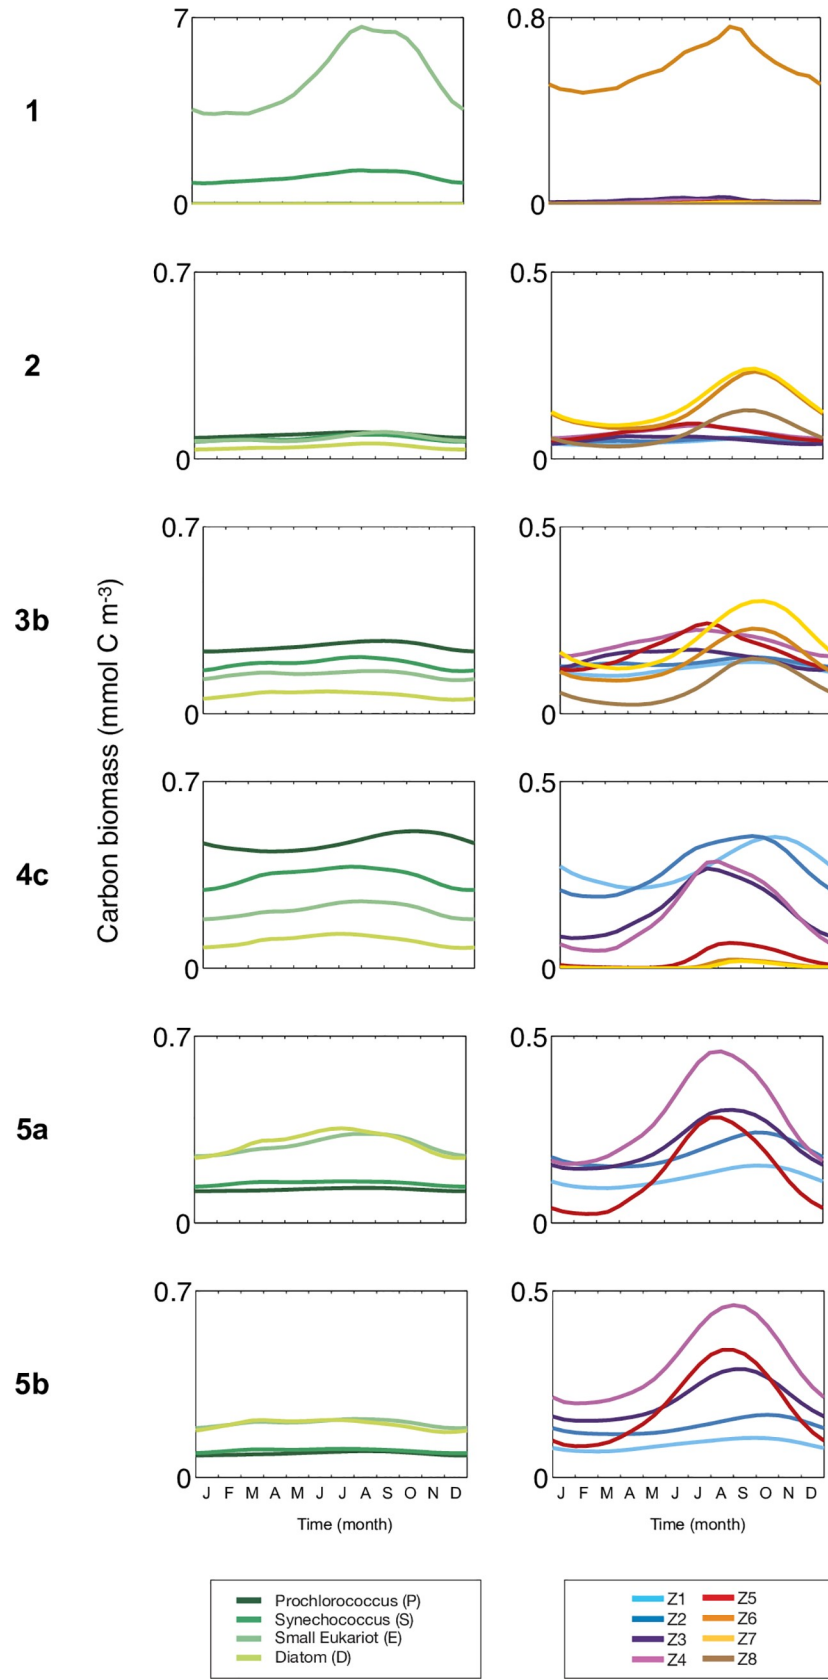 7
0
1
0.8
0
0.7
0
2
0.5
0
0.7
0
3b
0.5
0
0.7
0
4c
0.5
0
0.7
0
5a
0.5
0
0.7
0
5b
0.5
0
Carbon biomass (mmol C m-3)
J F M A M J J A S O N D
J F M A M J J A S O N D
Time (month)
Time (month)
Prochlorococcus (P)
Synechococcus (S)
Small Eukariot (E)
Diatom (D)
Z1 Z5
Z2 Z6
Z3 Z7
Z4 Z8